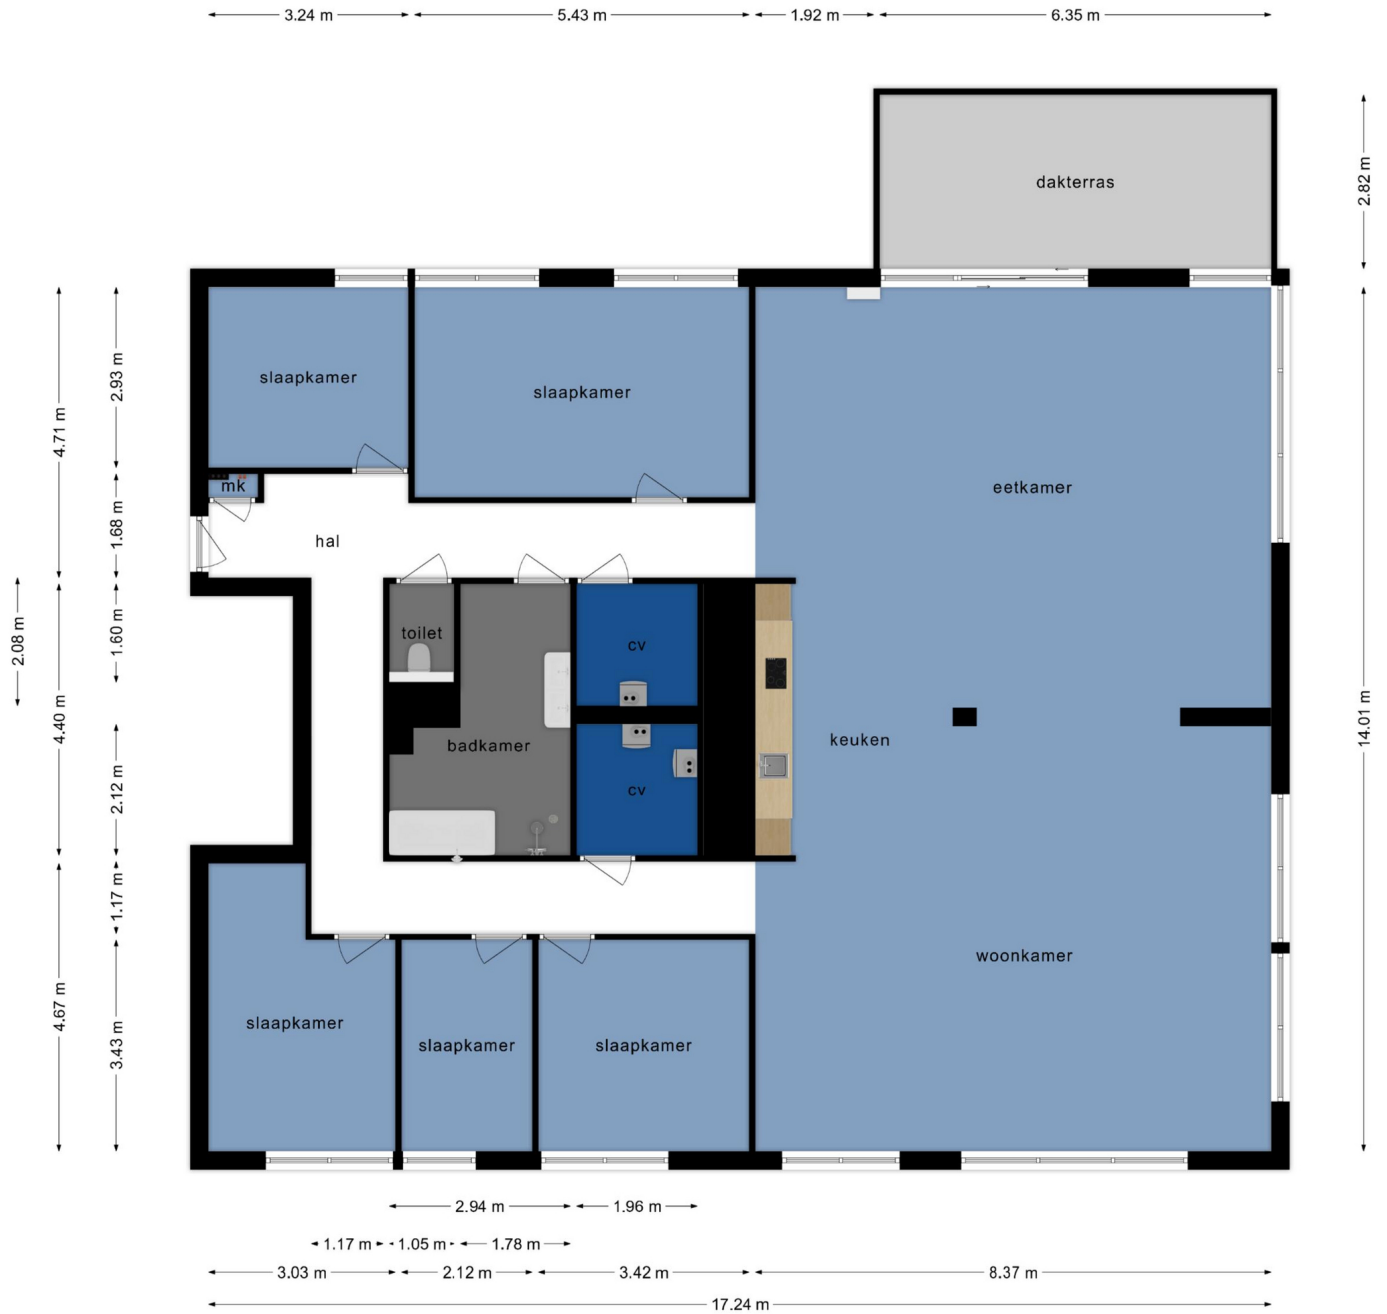 3.24 m
5.43 m
1.92 m
6.35 m
dakterras
2.82 m
slaapkamer
slaapkamer
2.93 m
4.71 m
mk
eetkamer
hal
1.68 m
toilet
cv
1.60 m
2.08 m
4.40 m
keuken
badkamer
14.01 m
cv
2.12 m
1.17 m
woonkamer
slaapkamer
slaapkamer
slaapkamer
4.67 m
3.43 m
2.94 m
1.96 m
1.17 m
1.05 m
1.78 m
3.03 m
2.12 m
3.42 m
8.37 m
17.24 m